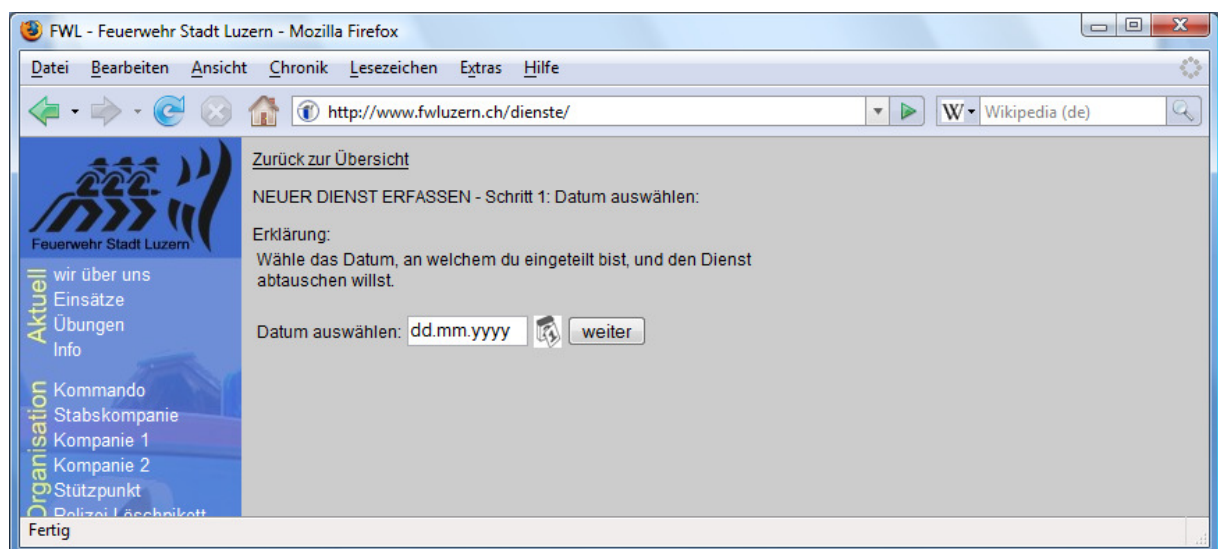 FWL - Feuerwehr Stadt Luzern - Mozilla Firefox
Datei Bearbeiten Ansicht Chronik Lesezeichen Extras Hilfe
http://www.fwluzern.ch/dienste/
W Wikipedia (de)
Feuerwehr Stadt Luzern
Aktuell
wir über uns
Einsätze
Übungen
Info
Organisation
Kommando
Stabskompanie
Kompanie 1
Kompanie 2
Stützpunkt
Polizei Löschpikett
Zurück zur Übersicht
NEUER DIENST ERFASSEN - Schritt 1: Datum auswählen:
Erklärung:
Wähle das Datum, an welchem du eingeteilt bist, und den Dienst
abtauschen willst.
Datum auswählen: dd.mm.yyyy weiter
Fertig